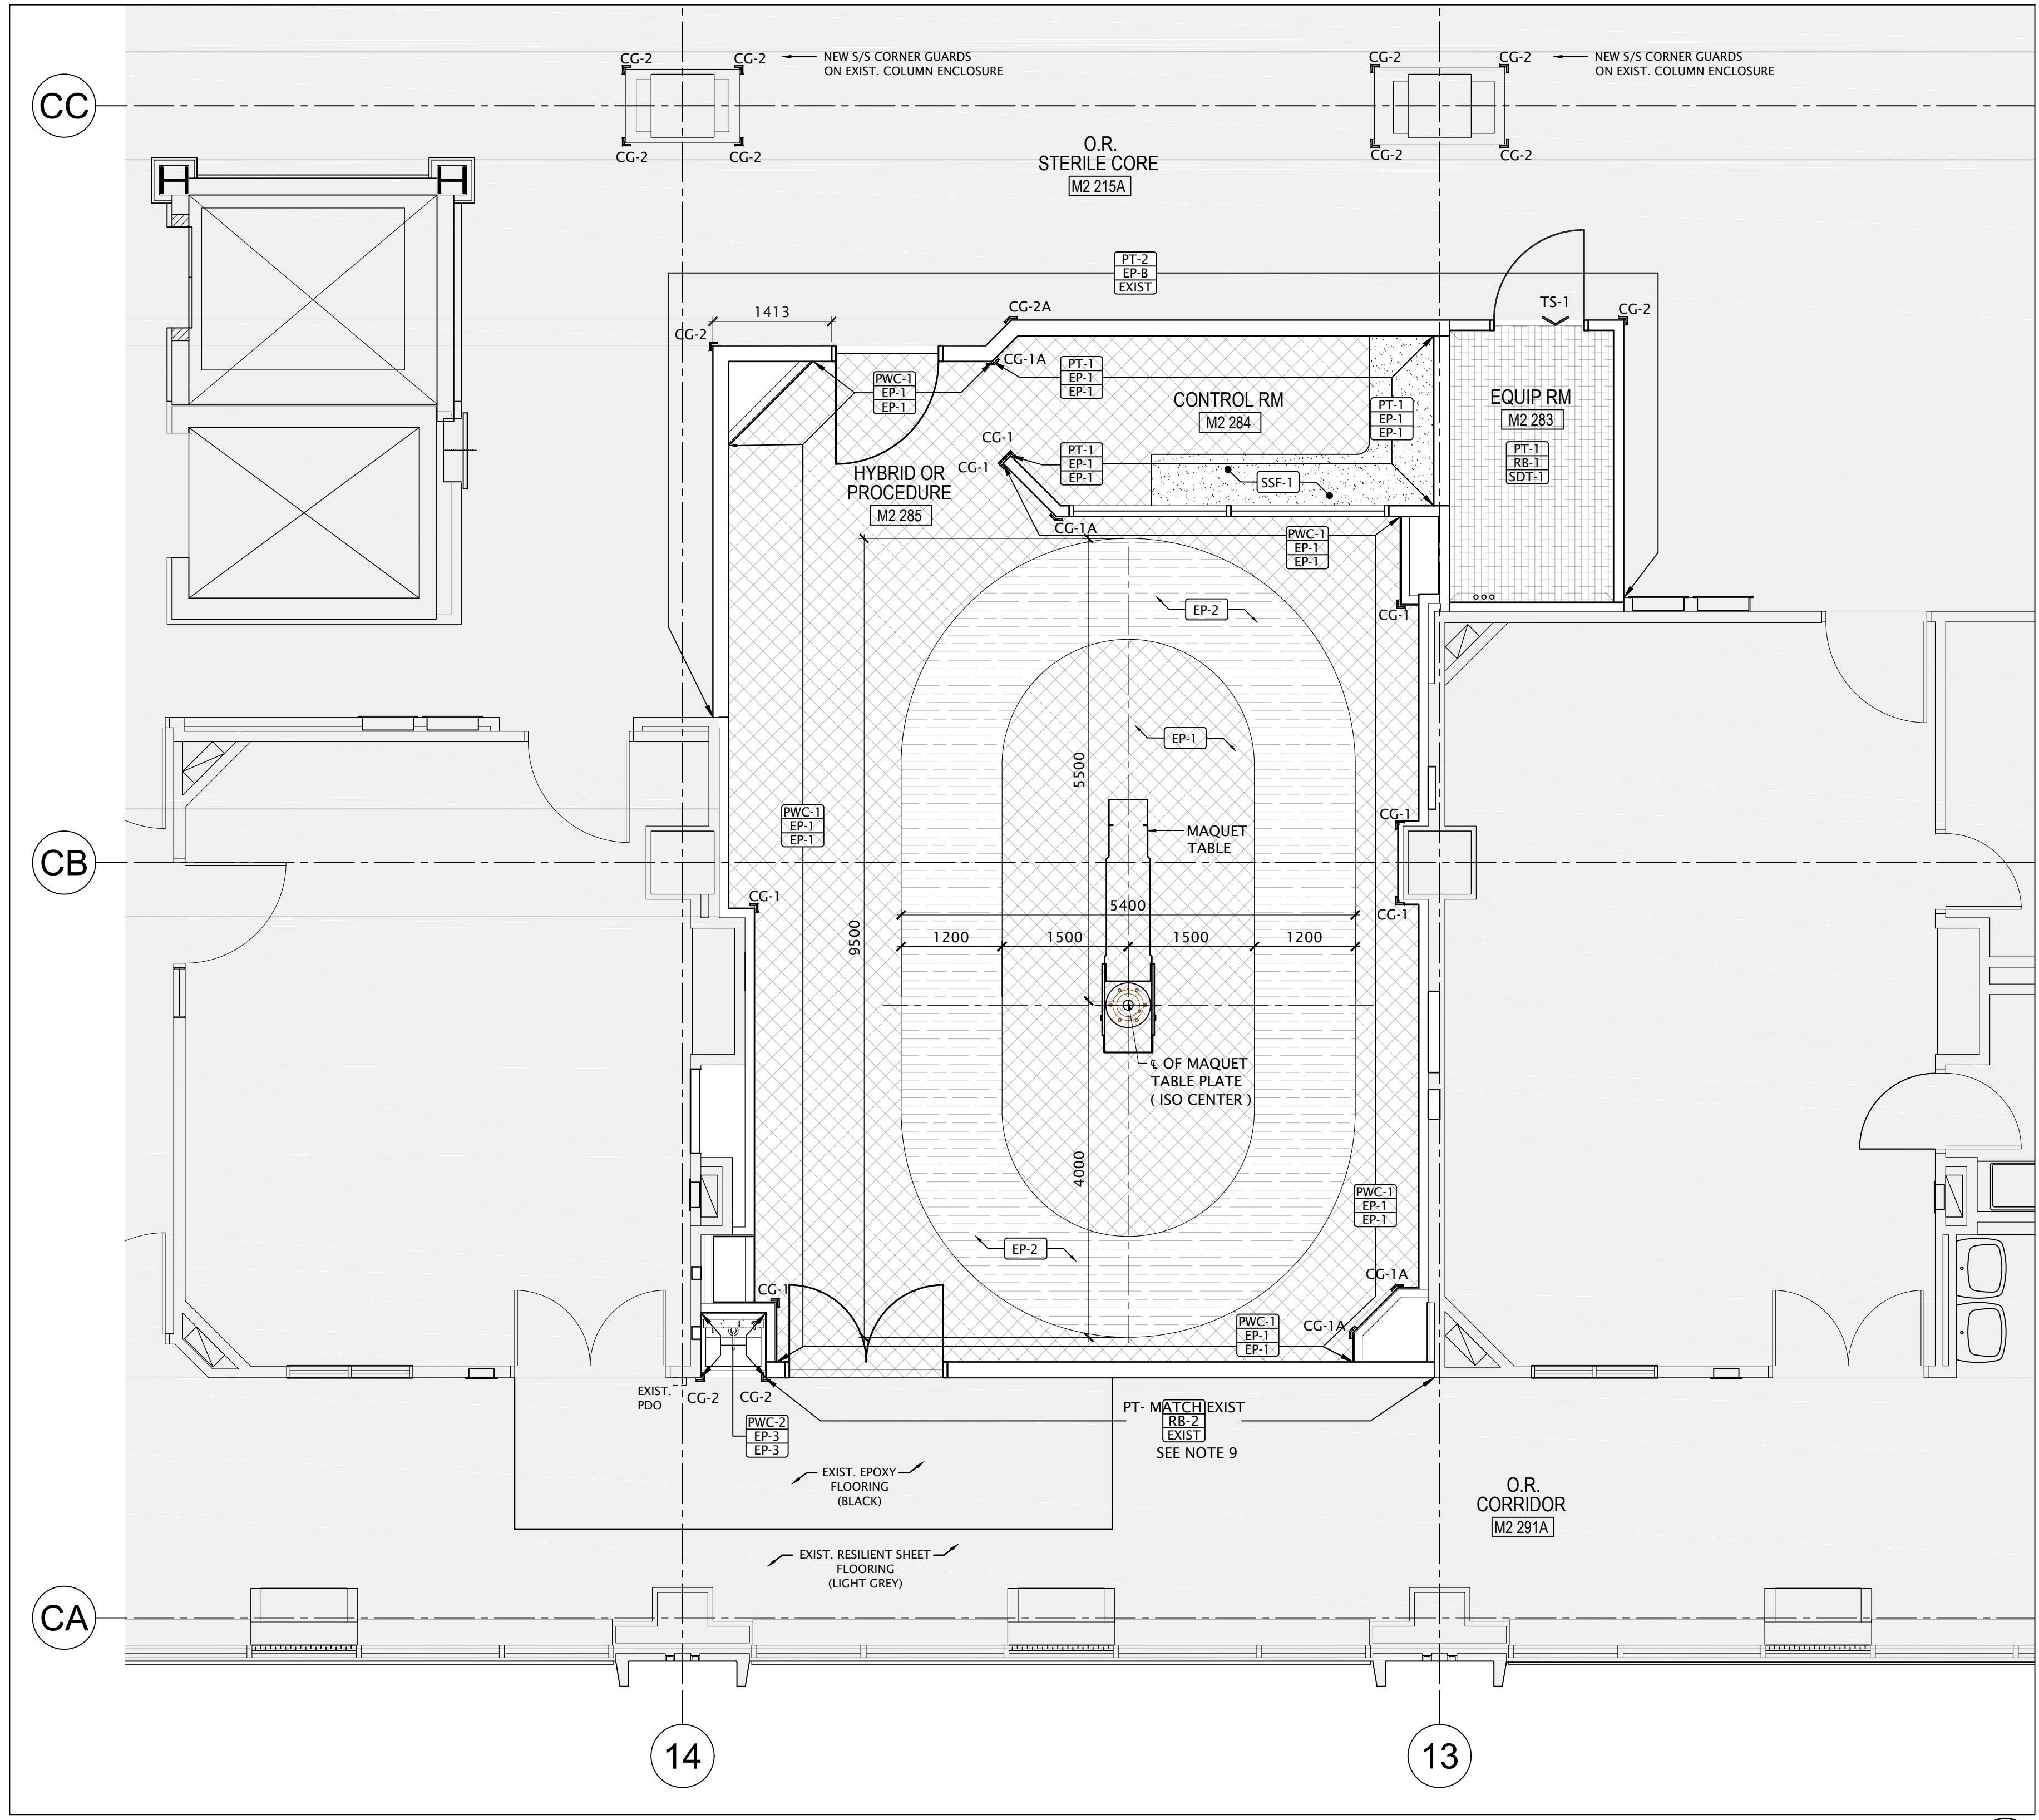 CG-2
CG-2
NEW S/S CORNER GUARDS
ON EXIST. COLUMN ENCLOSURE
CG-2
CG-2
NEW S/S CORNER GUARDS
ON EXIST. COLUMN ENCLOSURE
CC
CG-2
CG-2
CG-2
CG-2
O.R.
STERILE CORE
M2 215A
PT-2
EP-B
EXIST
1413
CG-2
CG-2A
TS-1
CG-2
CG-1A
PWC-1
EP-1
EP-1
PT-1
EP-1
EP-1
CONTROL RM
M2 284
PT-1
EP-1
EP-1
EQUIP RM
M2 283
PT-1
RB-1
SDT-1
CG-1
CG-1
PT-1
EP-1
EP-1
SSF-1
HYBRID OR
PROCEDURE
M2 285
CG-1A
PWC-1
EP-1
EP-1
EP-2
CG-1
EP-1
5500
PWC-1
EP-1
EP-1
MAQUET
TABLE
CG-1
CB
CG-1
CG-1
5400
9500
1200
1500
1500
1200
℄ OF MAQUET
TABLE PLATE
( ISO CENTER )
4000
PWC-1
EP-1
EP-1
EP-2
CG-1A
CG-1
CG-1A
PWC-1
EP-1
EP-1
EXIST.
PDO
CG-2
CG-2
PWC-2
EP-3
EP-3
PT- MATCH EXIST
RB-2
EXIST
SEE NOTE 9
EXIST. EPOXY
FLOORING
(BLACK)
O.R.
CORRIDOR
M2 291A
EXIST. RESILIENT SHEET
FLOORING
(LIGHT GREY)
CA
14
13